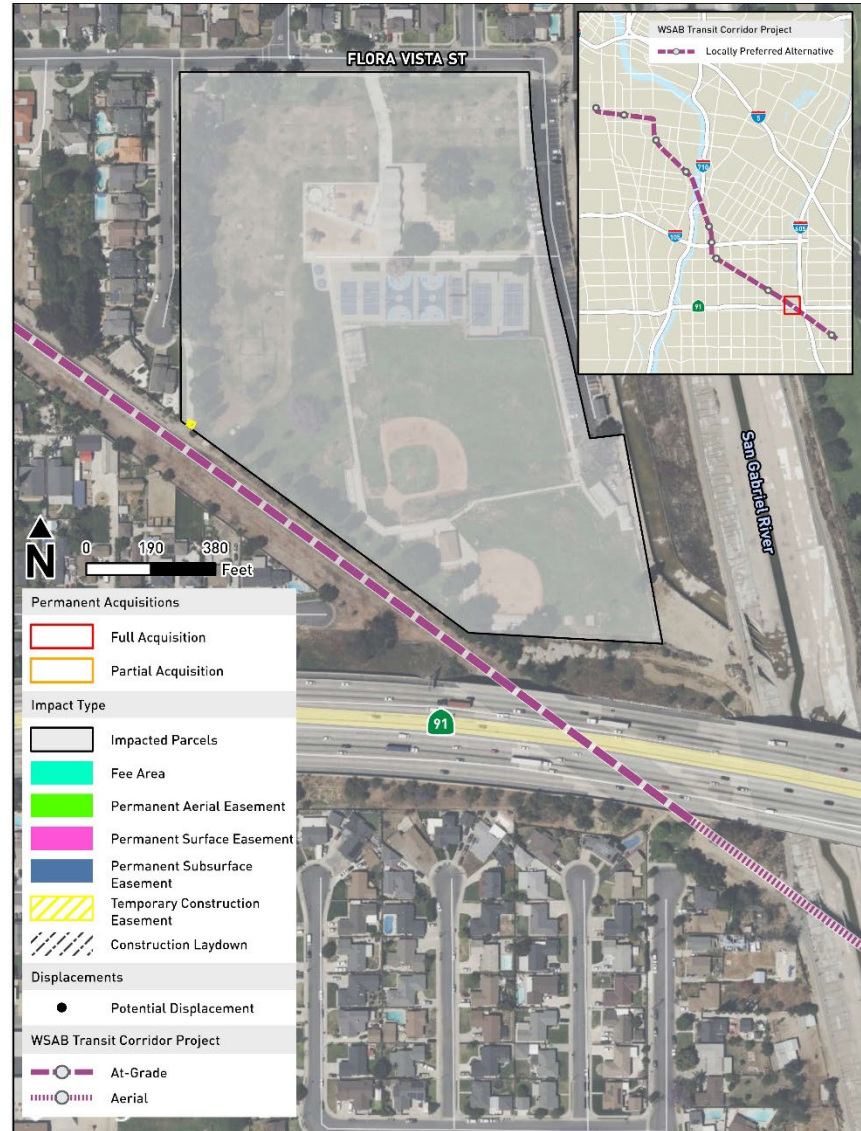 FLORA VISTA ST
WSAB Transit Corridor Project
Locally Preferred Alternative
5
710
105
605
91
San Gabriel River
N
0 190 380
Feet
91
Permanent Acquisitions
Full Acquisition
Partial Acquisition
Impact Type
Impacted Parcels
Fee Area
Permanent Aerial Easement
Permanent Surface Easement
Permanent Subsurface
Easement
Temporary Construction
Easement
Construction Laydown
Displacements
Potential Displacement
WSAB Transit Corridor Project
At-Grade
Aerial